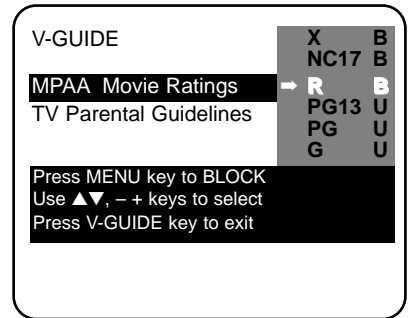 V-GUIDE
X B
NC17 B
MPAA Movie Ratings ➡ R B
TV Parental Guidelines PG13 U
PG U
G U
Press MENU key to BLOCK
Use ▲▼, – + keys to select
Press V-GUIDE key to exit